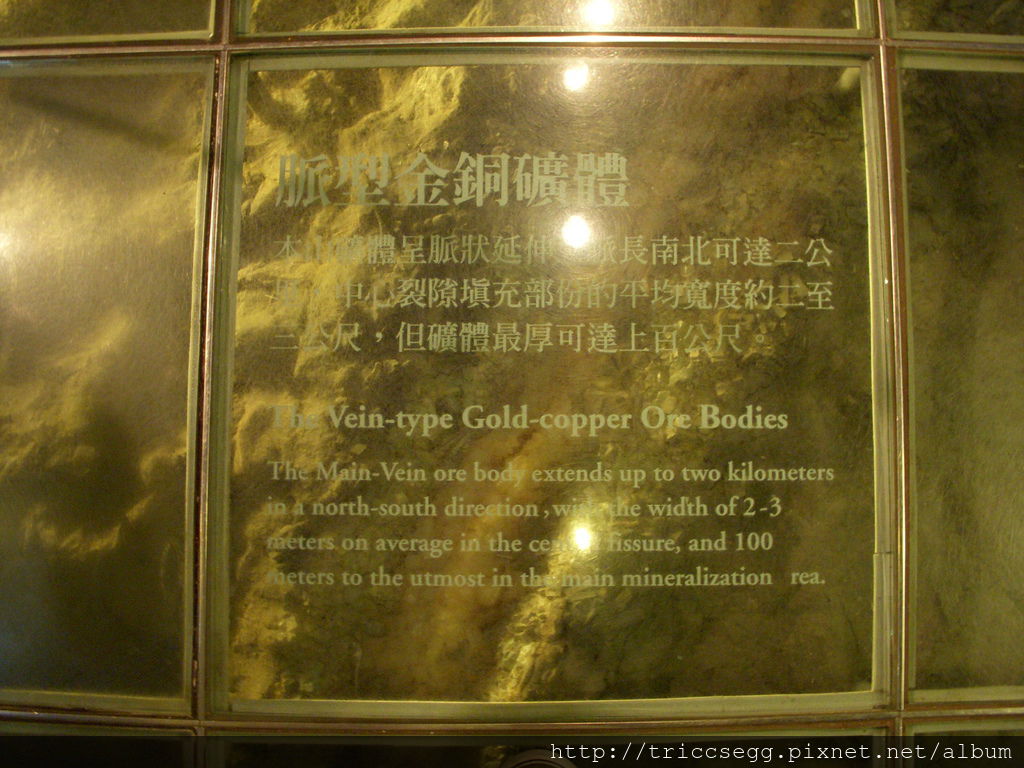 脈型金銅礦體
本山礦體呈脈狀延伸 脈長南北可達二公
中心裂隙填充部份的平均寬度約二至
三公尺,但礦體最厚可達上百公尺。
The Vein-type Gold-copper Ore Bodies
The Main-Vein ore body extends up to two kilometers
in a north-south direction, with the width of 2-3
meters on average in the fissure, and 100
meters to the utmost in the main mineralization rea.
http://triccsegg.pixnet.net/album